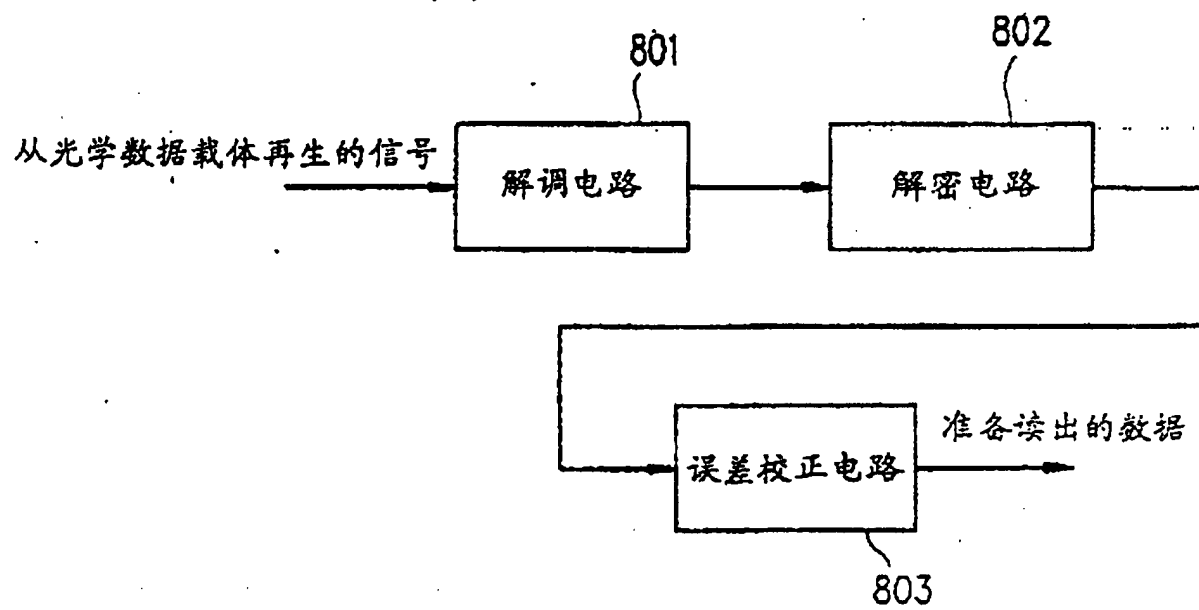 801
802
从光学数据载体再生的信号
解调电路
解密电路
准备读出的数据
误差校正电路
803